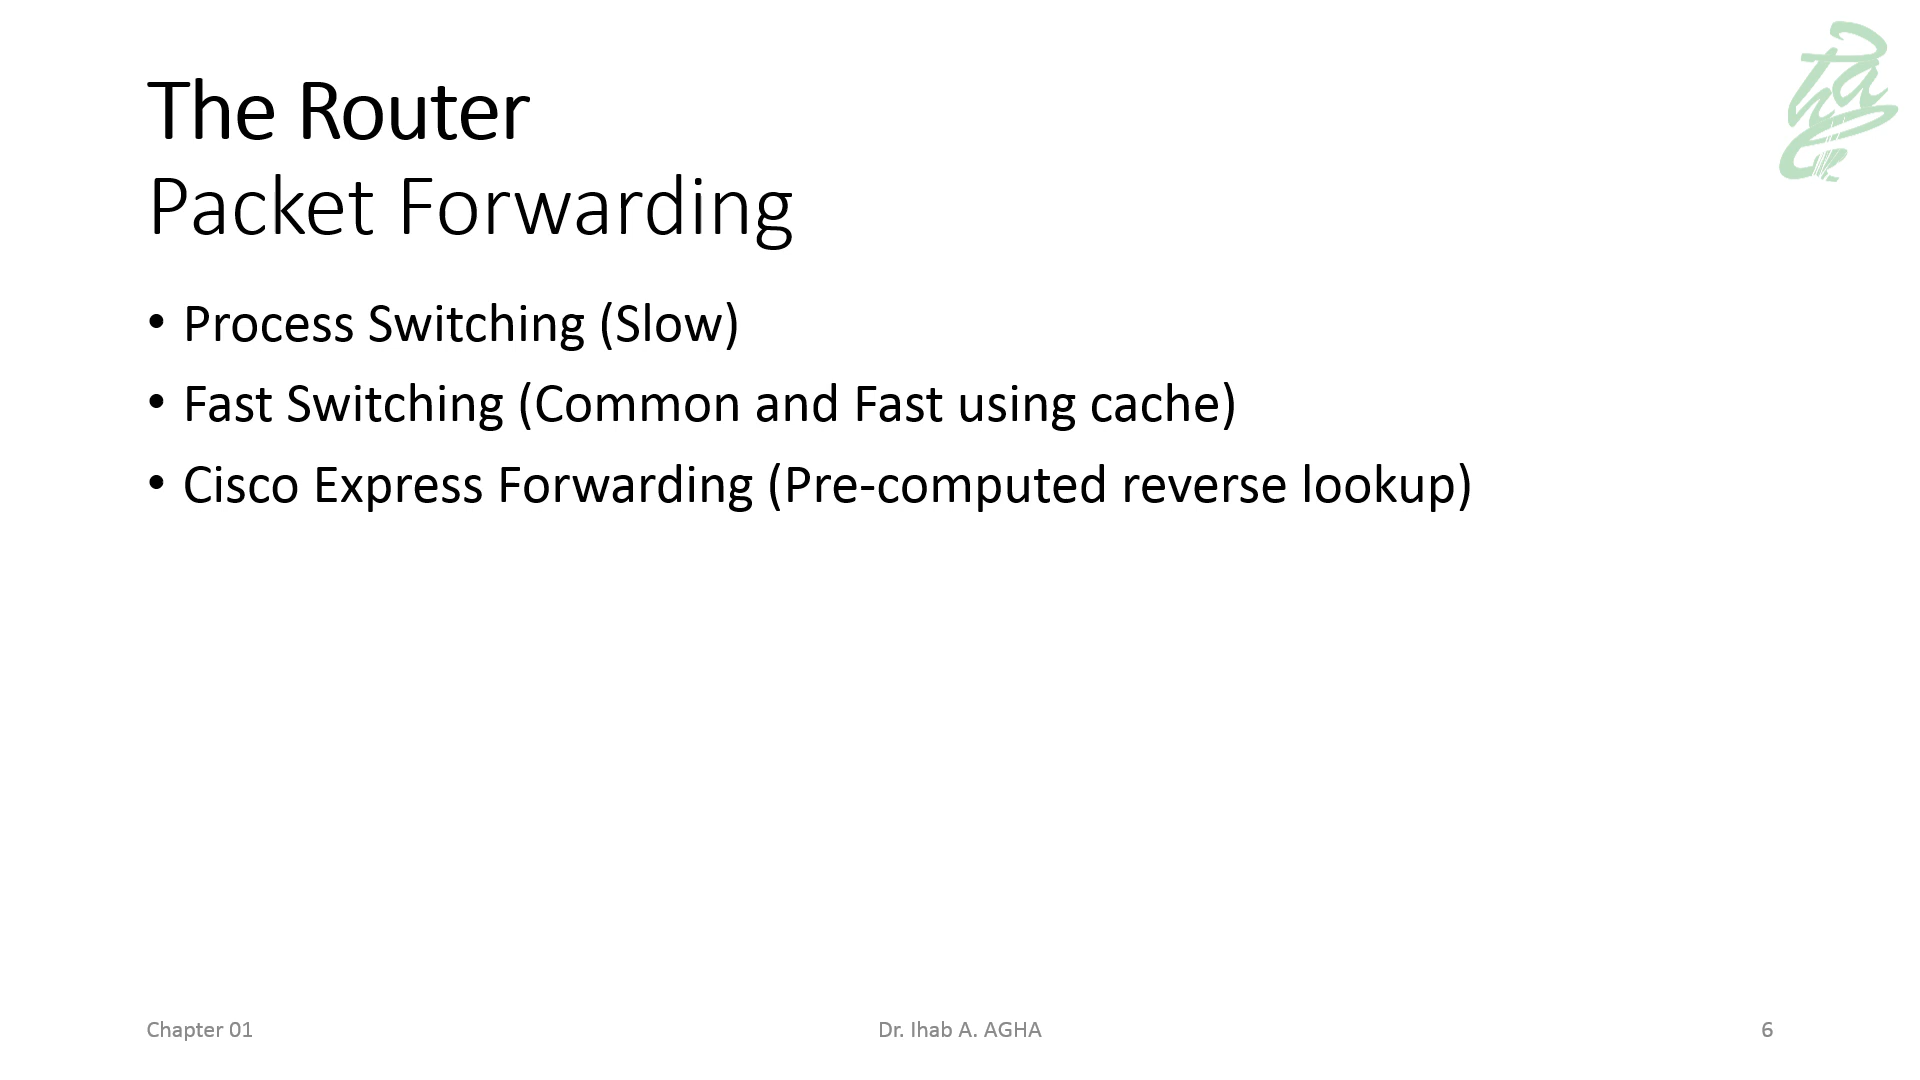 The Router
Packet Forwarding
• Process Switching (Slow)
• Fast Switching (Common and Fast using cache)
• Cisco Express Forwarding (Pre-computed reverse lookup)
Chapter 01
Dr. Ihab A. AGHA
6